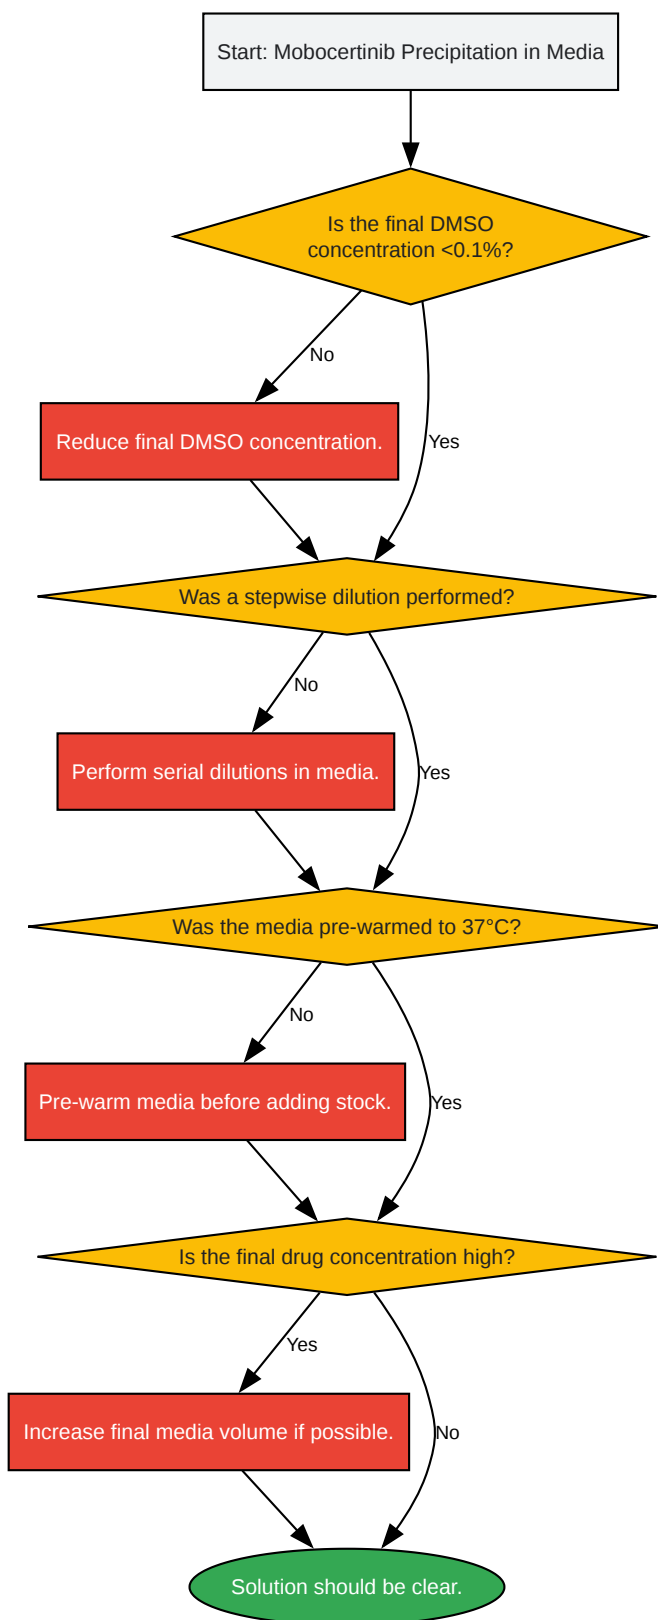 Start: Mobocertinib Precipitation in Media
Is the final DMSO
concentration <0.1%?
No
Reduce final DMSO concentration.
Yes
Was a stepwise dilution performed?
No
Perform serial dilutions in media.
Yes
Was the media pre-warmed to 37°C?
No
Pre-warm media before adding stock.
Yes
Is the final drug concentration high?
Yes
Increase final media volume if possible.
No
Solution should be clear.